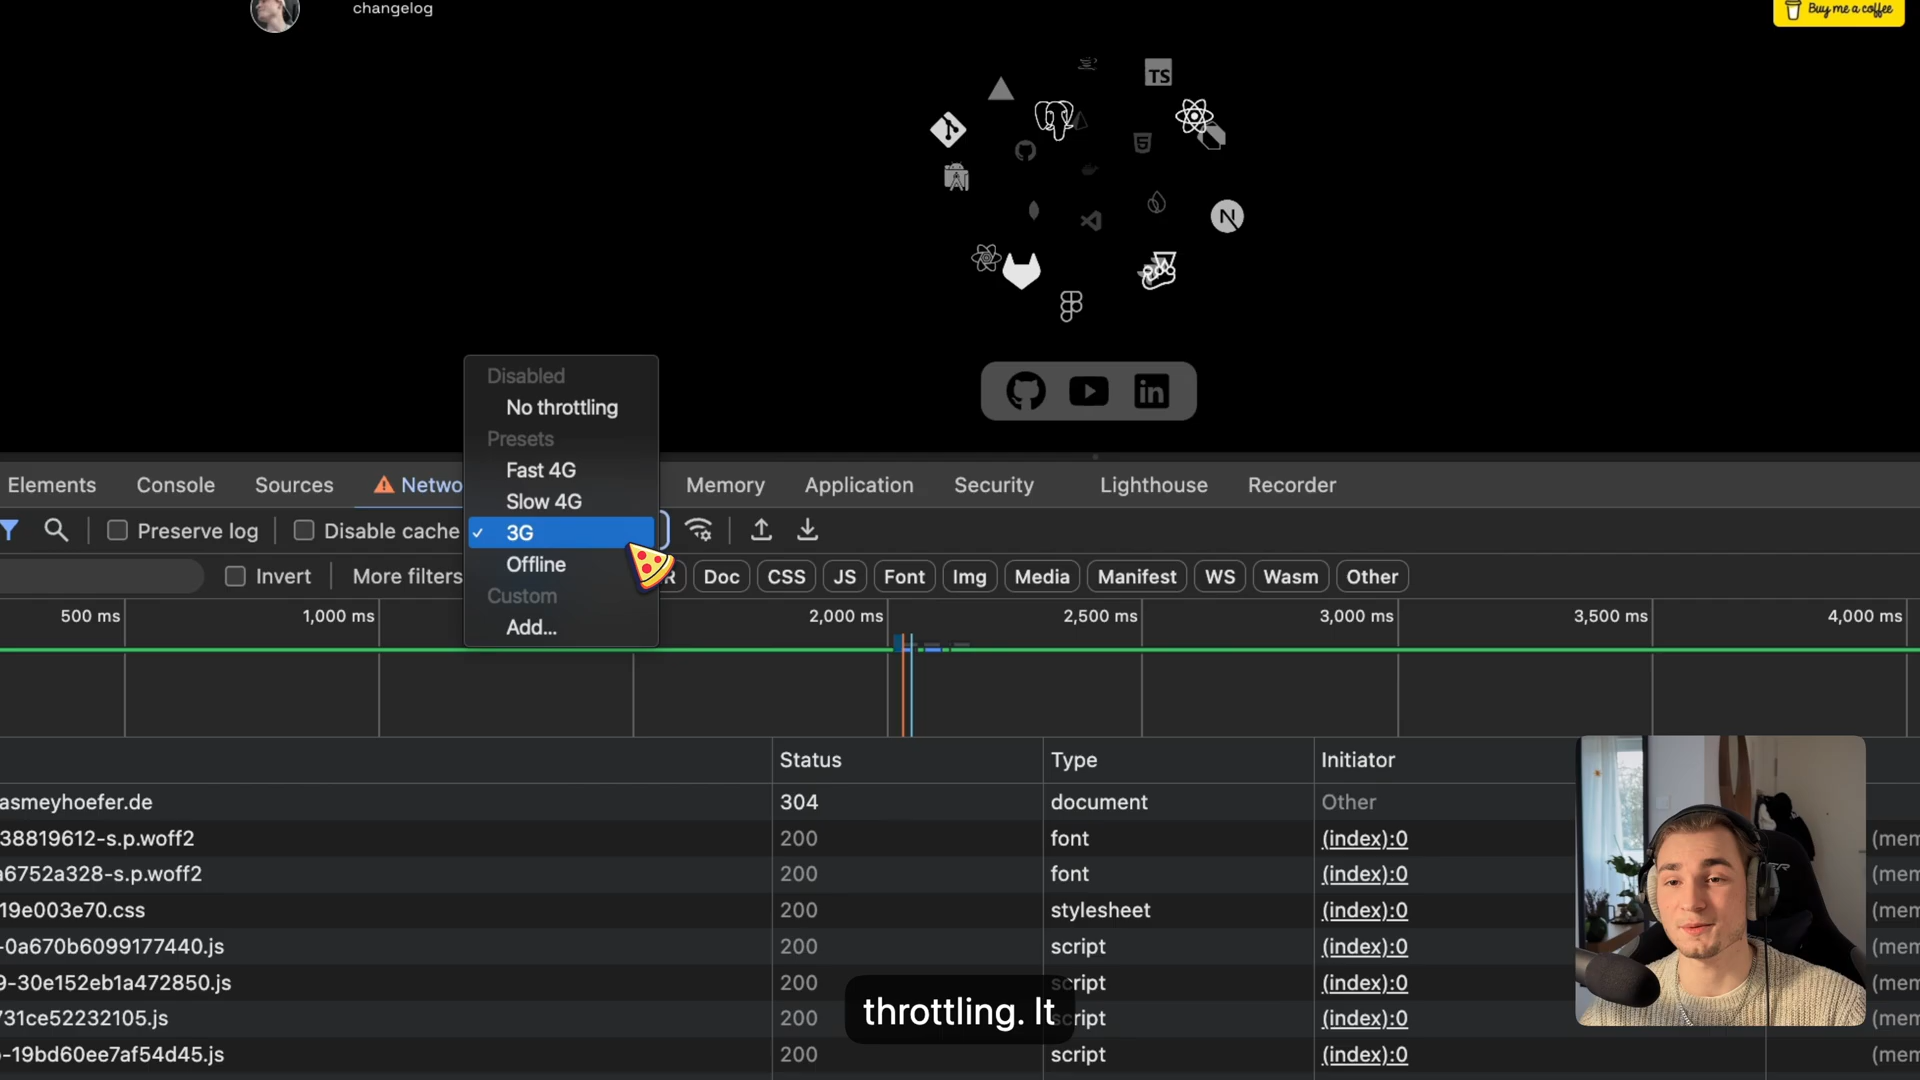 changelog
Buy me a coffee
TS
N
Disabled
No throttling
Presets
Fast 4G
Slow 4G
✓ 3G
Offline
Custom
Add...
Elements Console Sources Netwo Memory Application Security Lighthouse Recorder
Preserve log Disable cache
Invert More filters R Doc CSS JS Font Img Media Manifest WS Wasm Other
500 ms 1,000 ms 2,000 ms 2,500 ms 3,000 ms 3,500 ms 4,000 ms
Status Type Initiator
asmeyhoefer.de 304 document Other
38819612-s.p.woff2 200 font (index):0 (mem
a6752a328-s.p.woff2 200 font (index):0 (mem
19e003e70.css 200 stylesheet (index):0 (mem
-0a670b6099177440.js 200 script (index):0 (mem
9-30e152eb1a472850.js 200 script (index):0 (mem
731ce52232105.js 200 script (index):0 (mem
-19bd60ee7af54d45.js 200 script (index):0 (mem
throttling. It